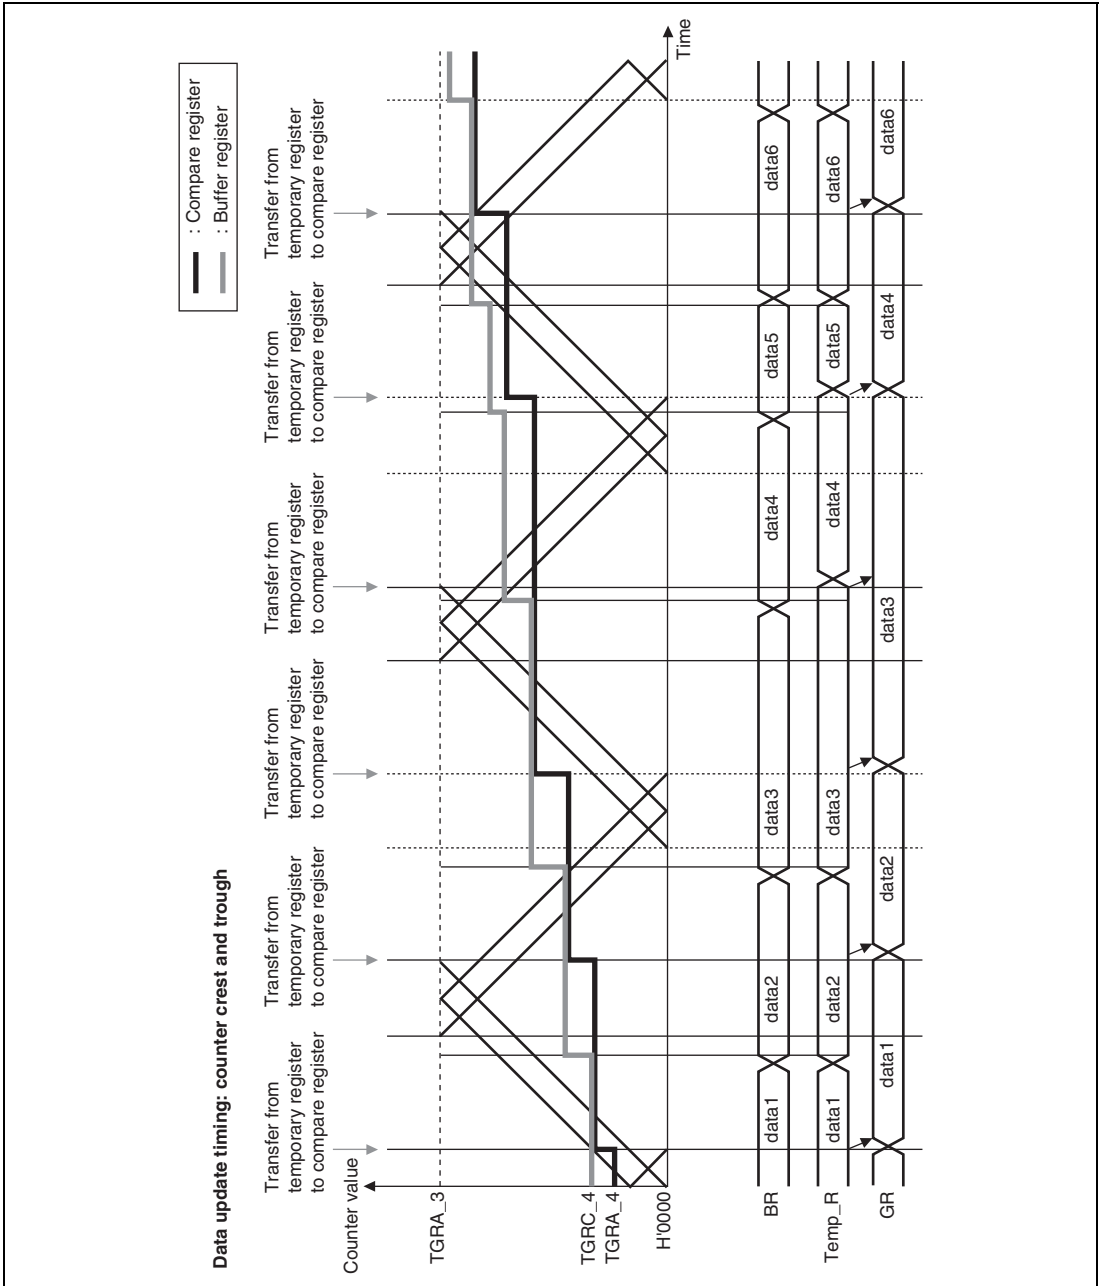 Data update timing: counter crest and trough
: Compare register
: Buffer register
Transfer from
temporary register
to compare register
Transfer from
temporary register
to compare register
Transfer from
temporary register
to compare register
Transfer from
temporary register
to compare register
Transfer from
temporary register
to compare register
Transfer from
temporary register
to compare register
Counter value
TGRA_3
TGRC_4
TGRA_4
H'0000
Time
BR
data1
data2
data3
data4
data5
data6
Temp_R
data1
data2
data3
data4
data5
data6
GR
data1
data2
data3
data4
data6